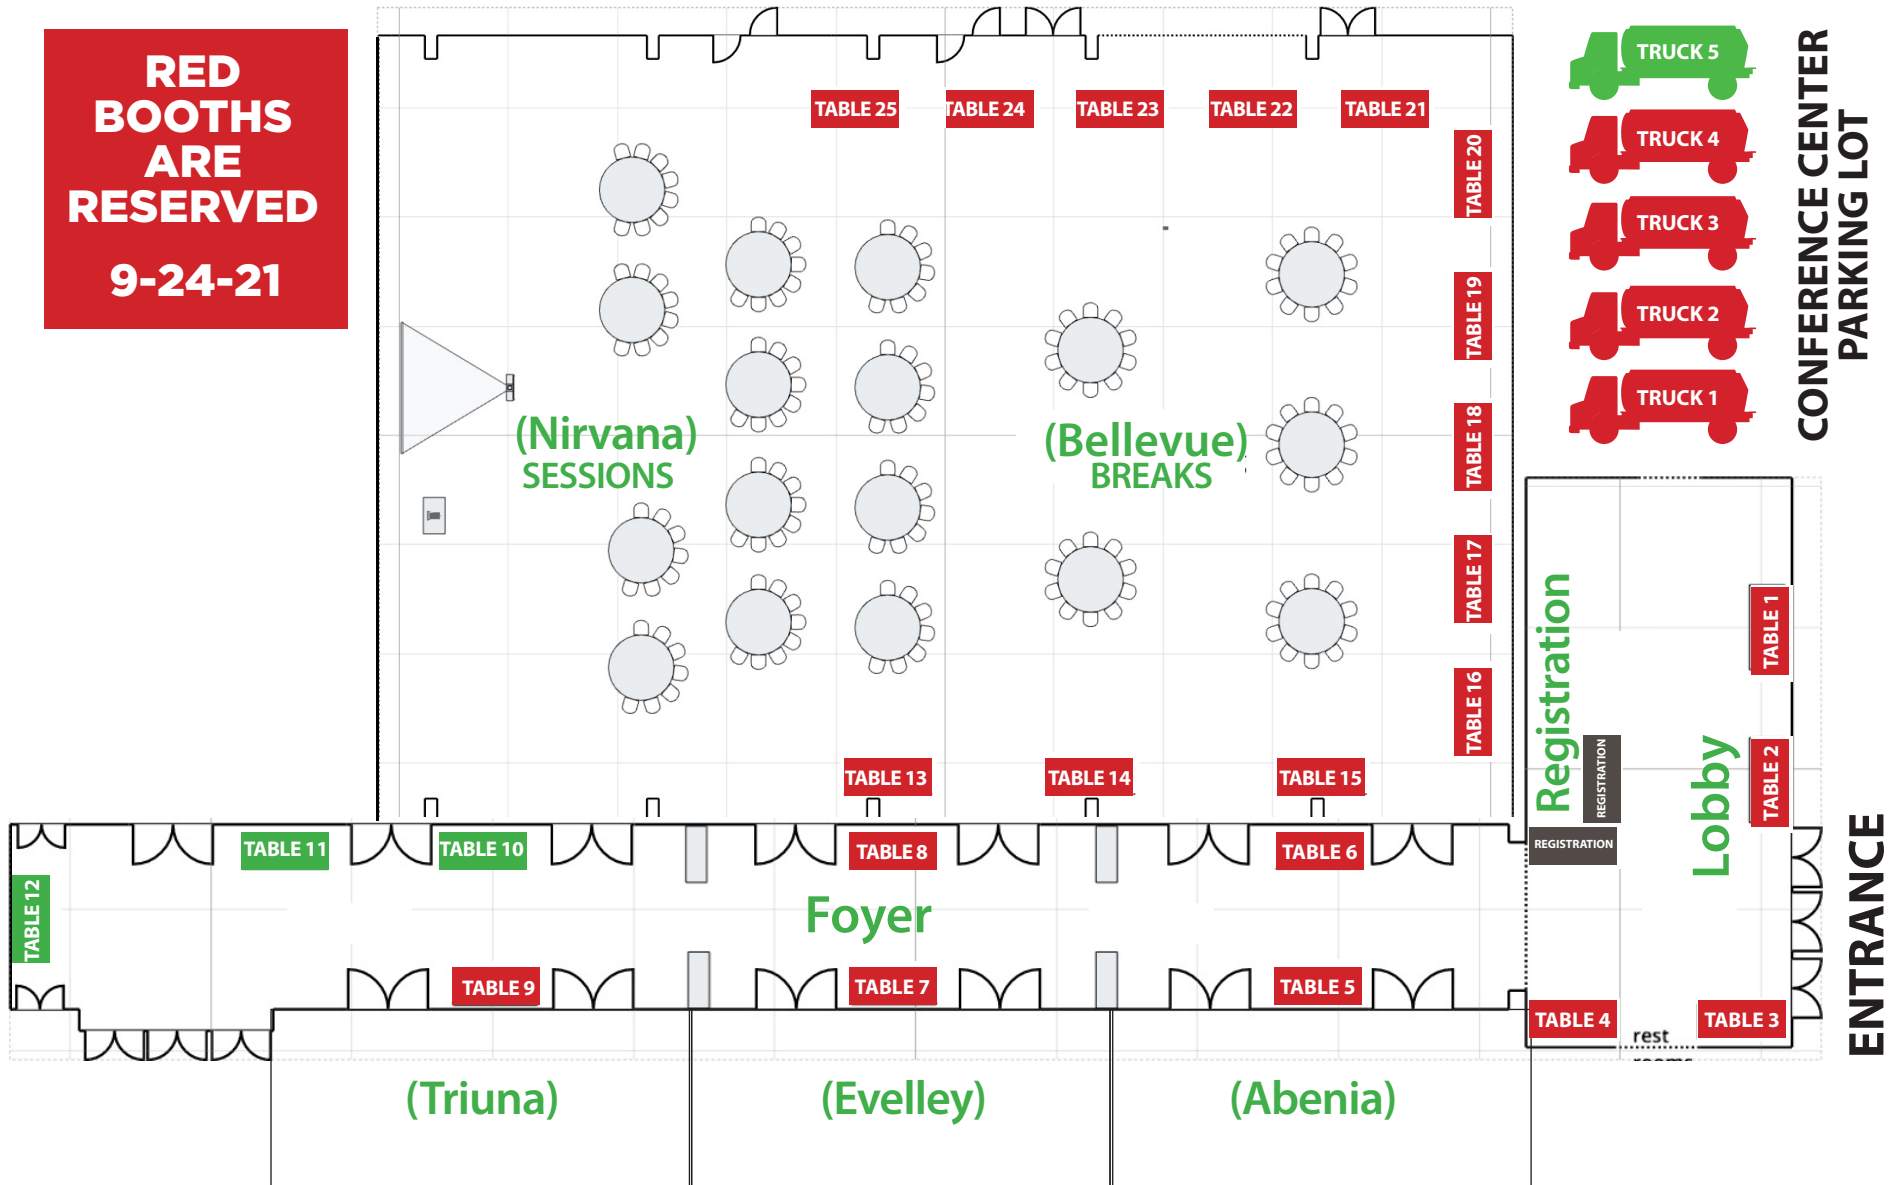 RED
BOOTHS
ARE
RESERVED
9-24-21
TABLE 25
TABLE 24
TABLE 23
TABLE 22
TABLE 21
TABLE 20
TABLE 19
TABLE 18
TABLE 17
TABLE 16
TRUCK 5
TRUCK 4
TRUCK 3
TRUCK 2
TRUCK 1
CONFERENCE CENTER
PARKING LOT
(Nirvana)
SESSIONS
(Bellevue)
BREAKS
TABLE 13
TABLE 14
TABLE 15
Registration
REGISTRATION
REGISTRATION
Lobby
TABLE 1
TABLE 2
ENTRANCE
TABLE 11
TABLE 10
TABLE 8
TABLE 6
TABLE 12
Foyer
TABLE 9
TABLE 7
TABLE 5
TABLE 4
TABLE 3
rest
rooms
(Triuna)
(Evelley)
(Abenia)